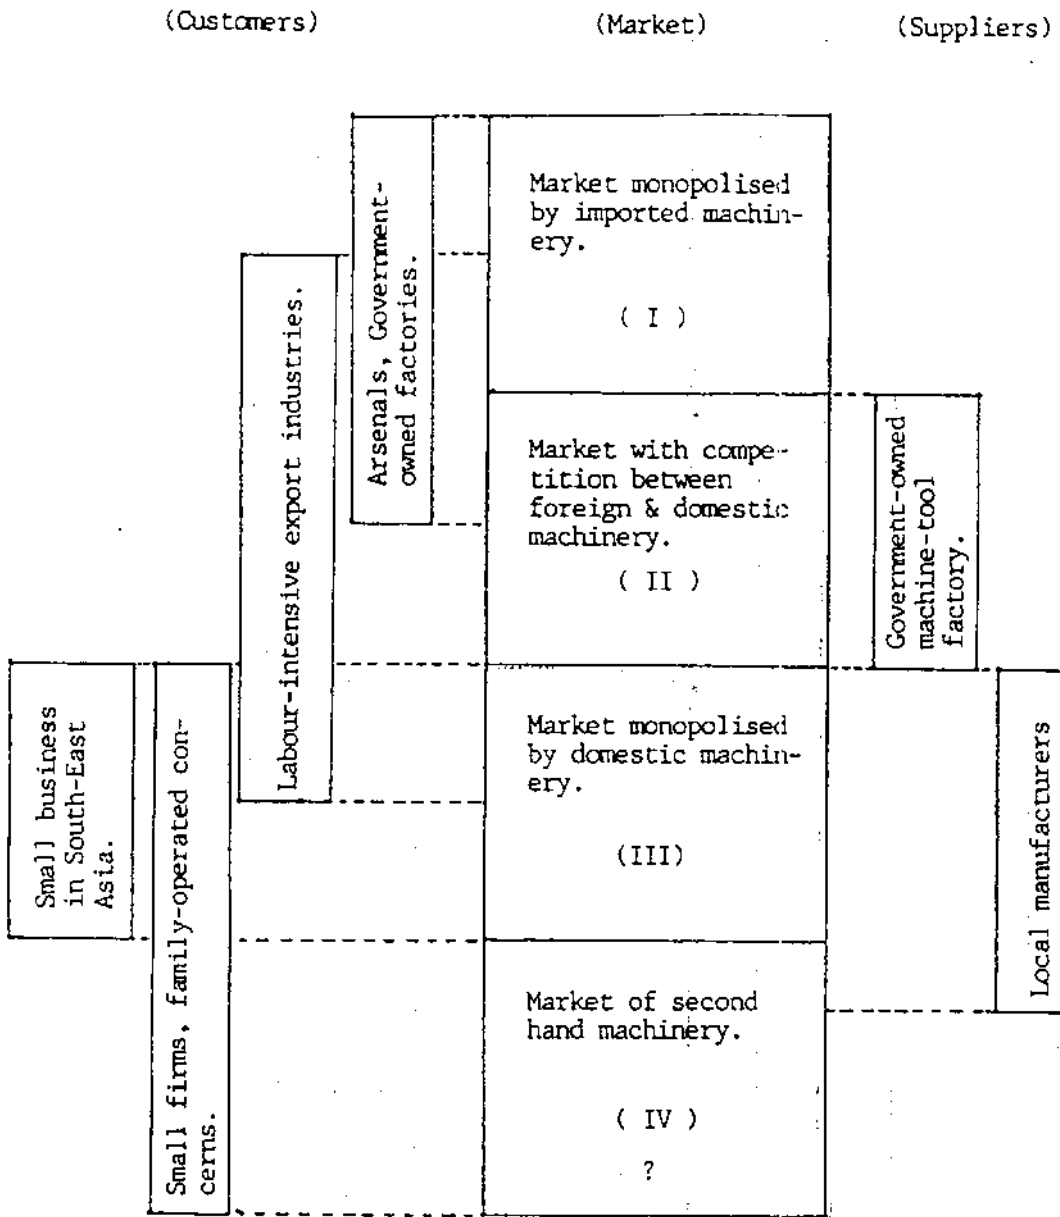 (Customers)
(Market)
(Suppliers)
Market monopolised
by imported machin-
ery.
( I )
Arsenals, Government-
owned factories.
Labour-intensive export industries.
Market with compe-
tition between
foreign & domestic
machinery.
( II )
Government-owned
machine-tool
factory.
Small business
in South-East
Asia.
Small firms, family-operated con-
cerns.
Market monopolised
by domestic machin-
ery.
(III)
Local manufacturers
Market of second
hand machinery.
( IV )
?